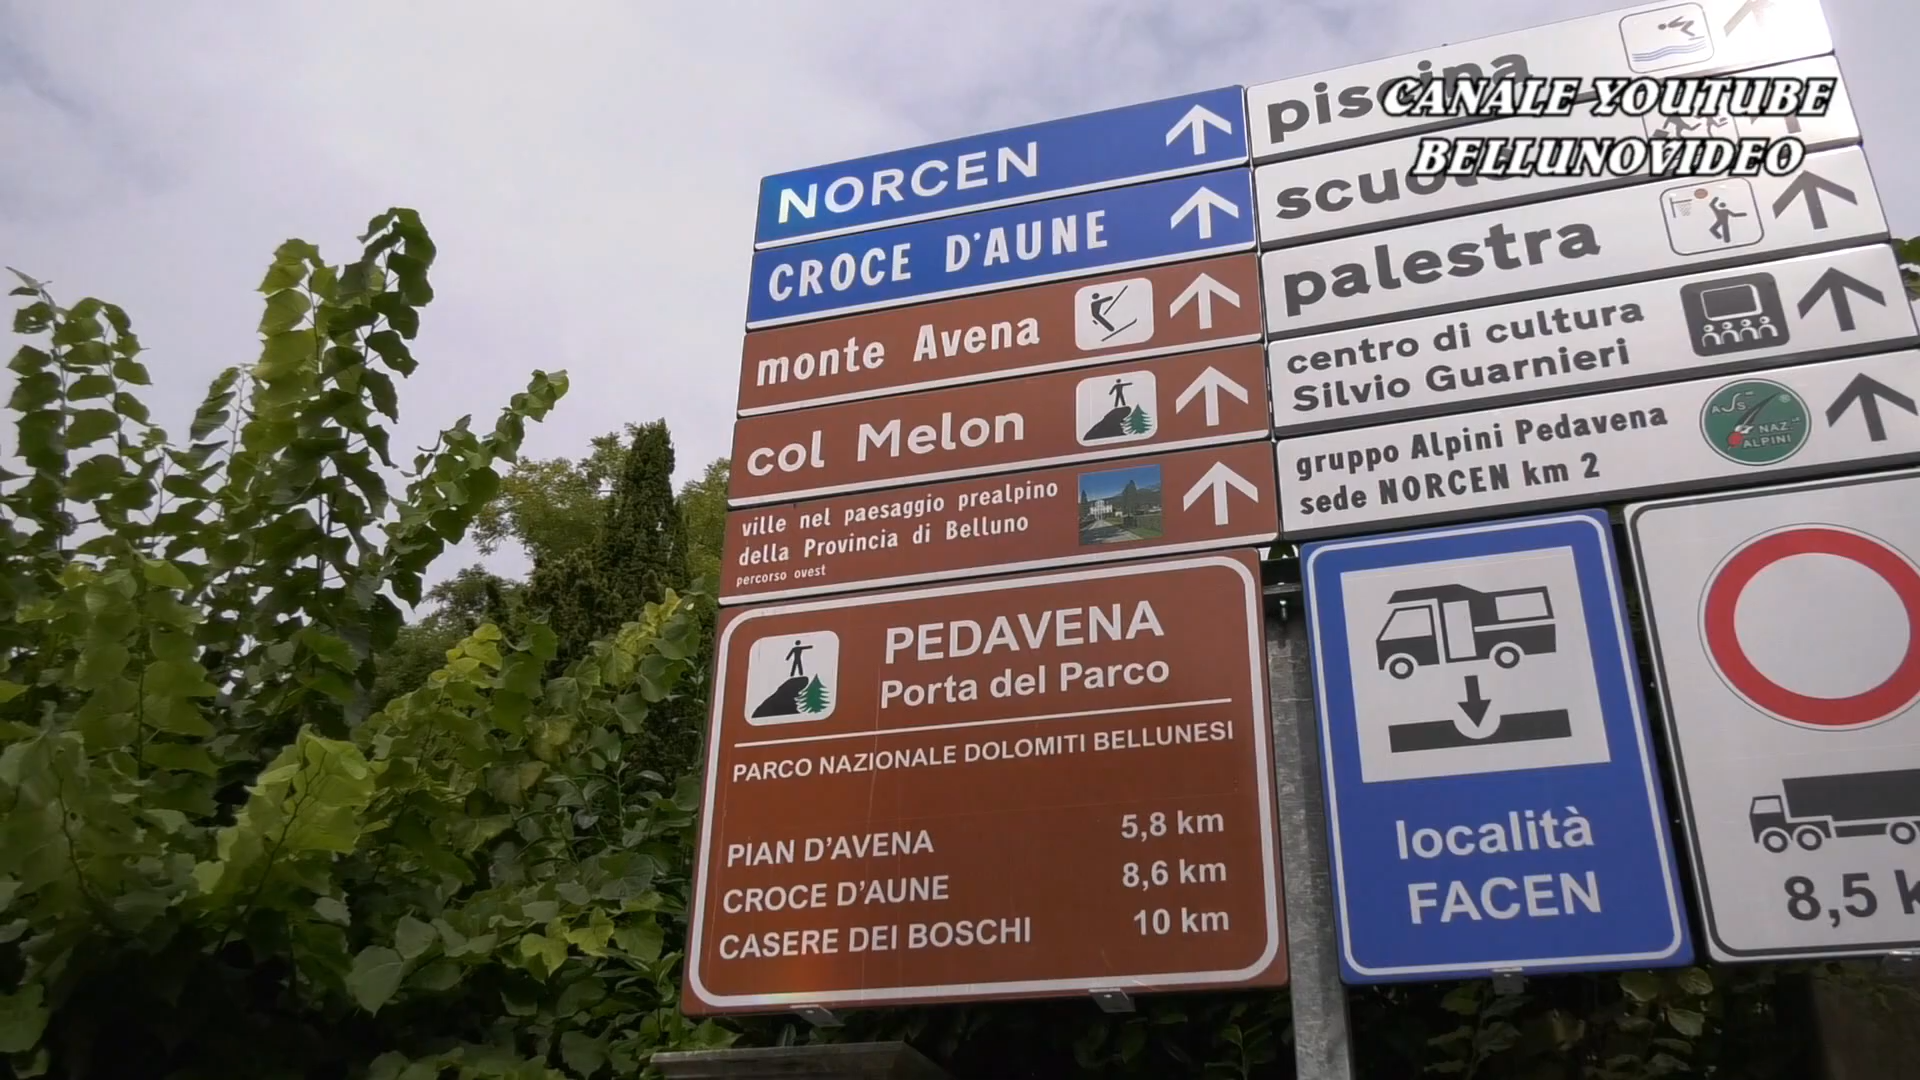 NORCEN
CROCE D'AUNE
monte Avena
col Melon
ville nel paesaggio prealpino
della Provincia di Belluno
percorso ovest
PEDAVENA
Porta del Parco
PARCO NAZIONALE DOLOMITI BELLUNESI
PIAN D'AVENA 5,8 km
CROCE D'AUNE 8,6 km
CASERE DEI BOSCHI 10 km
piscina
palestra
centro di cultura
Silvio Guarnieri
gruppo Alpini Pedavena
sede NORCEN km 2
ASS. NAZ. ALPINI
località
FACEN
8,5
CANALE YOUTUBE
BELLUNOVIDEO